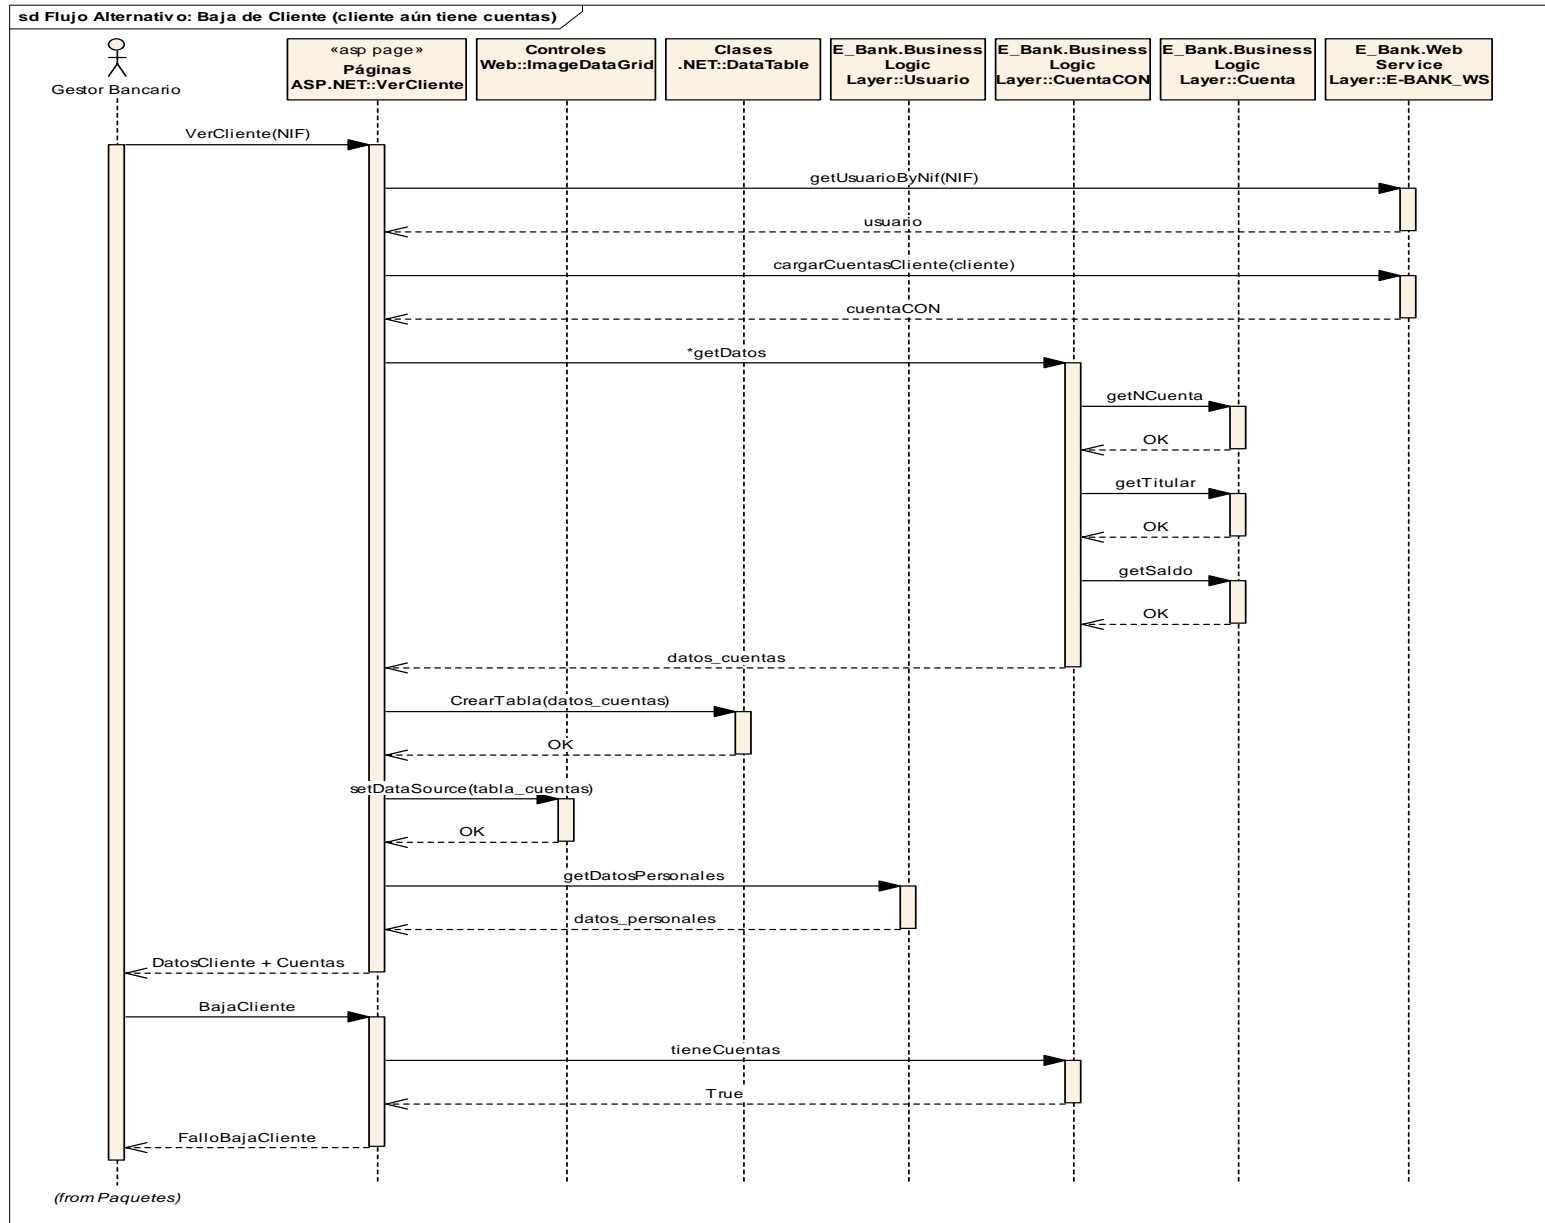 sd Flujo Alternativo: Baja de Cliente (cliente aún tiene cuentas)
Gestor Bancario
«asp page»
Páginas
ASP.NET::VerCliente
Controles
Web::ImageDataGrid
Clases
.NET::DataTable
E_Bank.Business
Logic
Layer::Usuario
E_Bank.Business
Logic
Layer::CuentaCON
E_Bank.Business
Logic
Layer::Cuenta
E_Bank.Web
Service
Layer::E-BANK_WS
VerCliente(NIF)
getUsuarioByNif(NIF)
usuario
cargarCuentasCliente(cliente)
cuentaCON
*getDatos
getNCuenta
OK
getTitular
OK
getSaldo
OK
datos_cuentas
CrearTabla(datos_cuentas)
OK
setDataSource(tabla_cuentas)
OK
getDatosPersonales
datos_personales
DatosCliente + Cuentas
BajaCliente
tieneCuentas
True
FalloBajaCliente
(from Paquetes)